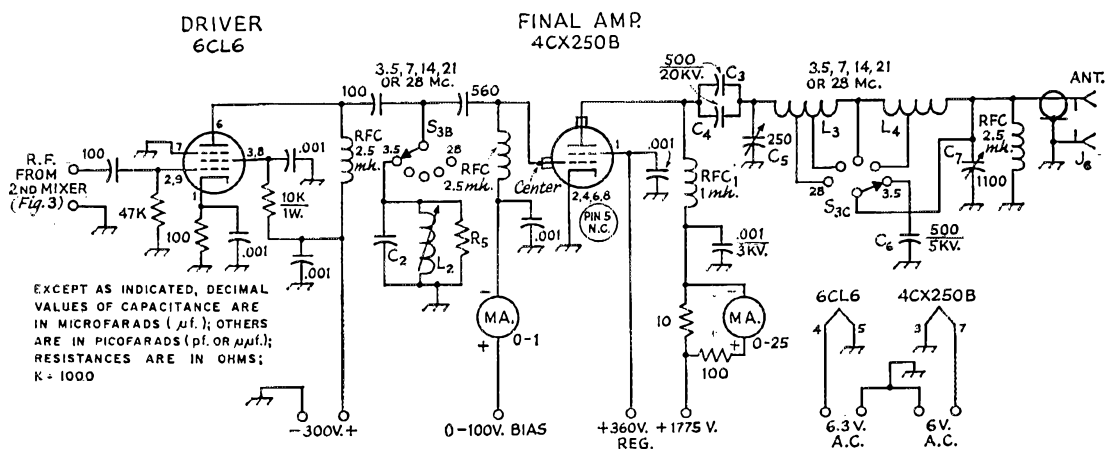 DRIVER
6CL6
FINAL AMP.
4CX250B
3.5, 7, 14, 21
OR 28 Mc.
500
20KV.
C3
C4
3.5, 7, 14, 21
OR 28 Mc.
ANT.
100
560
S3B
3.5
28
RFC
2.5
mh.
RFC
2.5mh.
Center
6
7
3,8
2,9
1
.001
R.F.
FROM
2ND MIXER
(Fig. 3)
100
47K
100
.001
10K
1W.
.001
C2
L2
R5
.001
1
2,4,6,8
PIN 5
N.C.
.001
RFC1
1mh.
.001
3KV.
250
C5
L3
L4
28
3.5
S3C
C6
500
5KV.
C7
1100
RFC
2.5
mh.
J6
EXCEPT AS INDICATED, DECIMAL
VALUES OF CAPACITANCE ARE
IN MICROFARADS (μf.); OTHERS
ARE IN PICOFARADS (pf. OR μμf.);
RESISTANCES ARE IN OHMS;
K = 1000
-
MA.
+
0-1
10
-
MA.
+
0-25
100
6CL6
4CX250B
4
5
3
7
-300V.+
0-100V. BIAS
+360V.
REG.
+1775 V.
6.3 V.
A.C.
6V.
A.C.